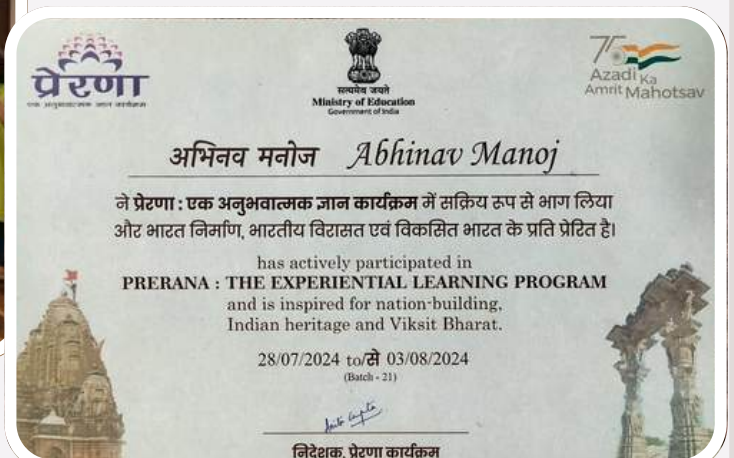 प्रेरणा
एक अनुभवात्मक ज्ञान कार्यक्रम
सत्यमेव जयते
Ministry of Education
Government of India
75
Azadi Ka
Amrit Mahotsav
अभिनव मनोज Abhinav Manoj
ने प्रेरणा : एक अनुभवात्मक ज्ञान कार्यक्रम में सक्रिय रूप से भाग लिया
और भारत निर्माण, भारतीय विरासत एवं विकसित भारत के प्रति प्रेरित है।
has actively participated in
PRERANA : THE EXPERIENTIAL LEARNING PROGRAM
and is inspired for nation-building,
Indian heritage and Viksit Bharat.
28/07/2024 to/से 03/08/2024
(Batch - 21)
निदेशक, प्रेरणा कार्यक्रम